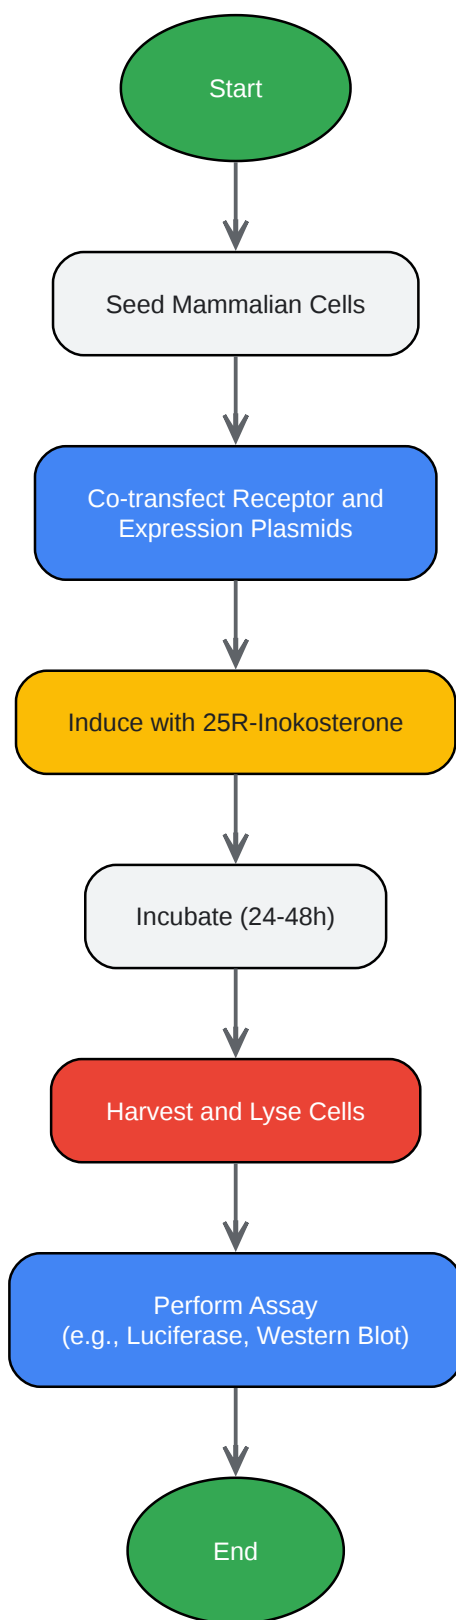 Start
Seed Mammalian Cells
Co-transfect Receptor and
Expression Plasmids
Induce with 25R-Inokosterone
Incubate (24-48h)
Harvest and Lyse Cells
Perform Assay
(e.g., Luciferase, Western Blot)
End